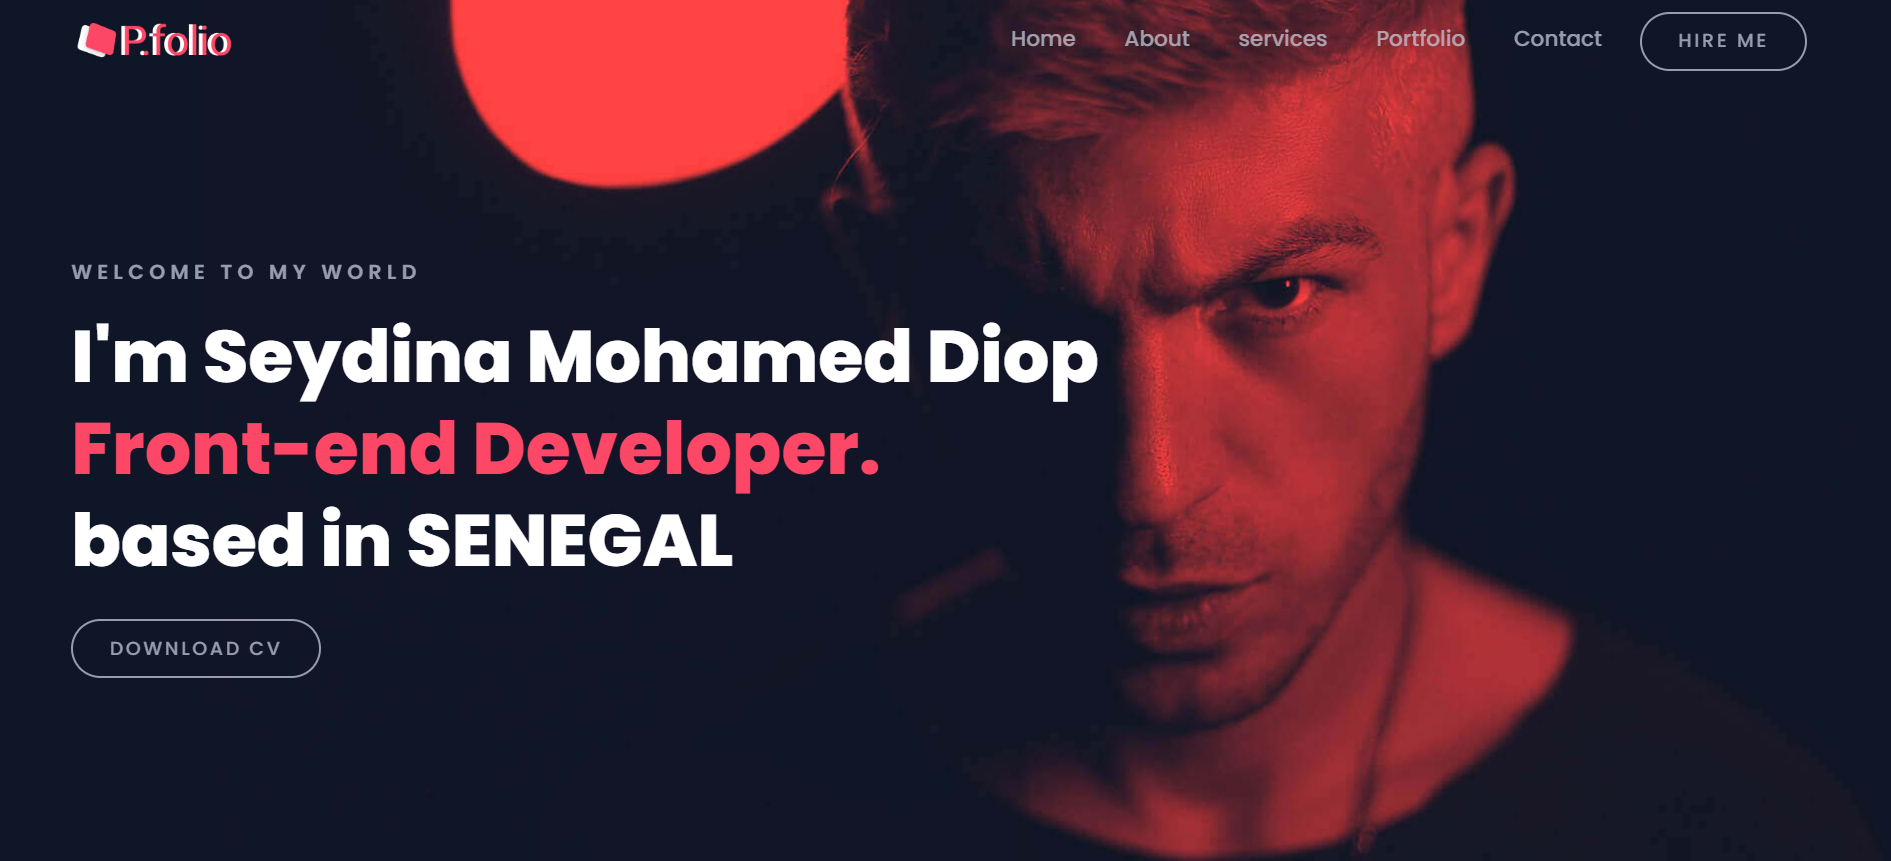 P.folio
Home About services Portfolio Contact HIRE ME
WELCOME TO MY WORLD
I'm Seydina Mohamed Diop
Front-end Developer.
based in SENEGAL
DOWNLOAD CV